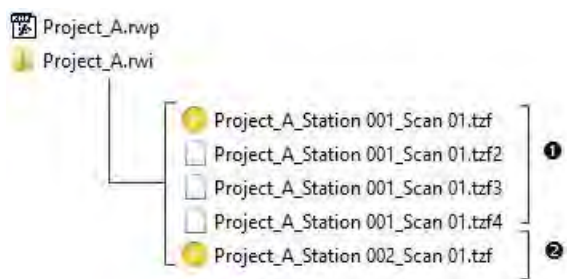 Project_A.rwp
Project_A.rwi
Project_A_Station 001_Scan 01.tzf
Project_A_Station 001_Scan 01.tzf2
❶
Project_A_Station 001_Scan 01.tzf3
Project_A_Station 001_Scan 01.tzf4
Project_A_Station 002_Scan 01.tzf
❷